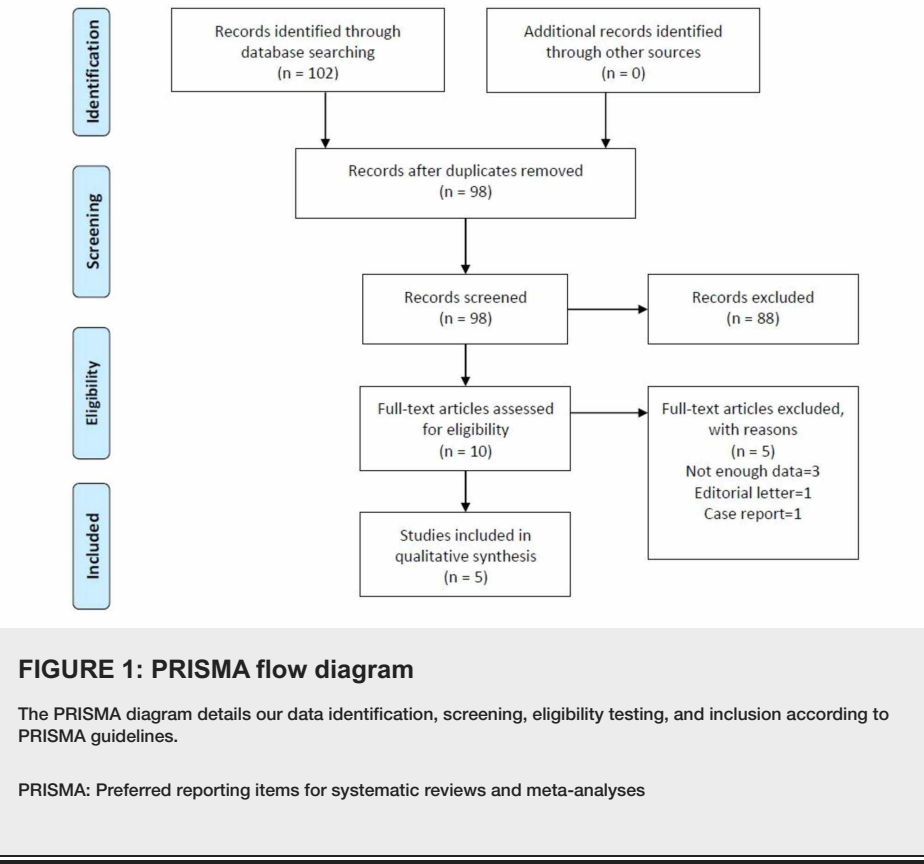 Identification
Records identified through
database searching
(n = 102)
Additional records identified
through other sources
(n = 0)
Screening
Records after duplicates removed
(n = 98)
Records screened
(n = 98)
Records excluded
(n = 88)
Eligibility
Full-text articles assessed
for eligibility
(n = 10)
Full-text articles excluded,
with reasons
(n = 5)
Not enough data=3
Editorial letter=1
Case report=1
Included
Studies included in
qualitative synthesis
(n = 5)
FIGURE 1: PRISMA flow diagram
The PRISMA diagram details our data identification, screening, eligibility testing, and inclusion according to
PRISMA guidelines.
PRISMA: Preferred reporting items for systematic reviews and meta-analyses